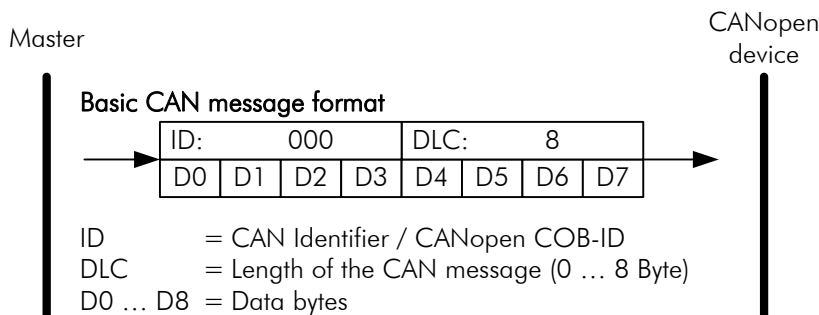 Master
CANopen
device
Basic CAN message format
ID: 000 DLC: 8
D0 D1 D2 D3 D4 D5 D6 D7
ID = CAN Identifier / CANopen COB-ID
DLC = Length of the CAN message (0 … 8 Byte)
D0 … D8 = Data bytes